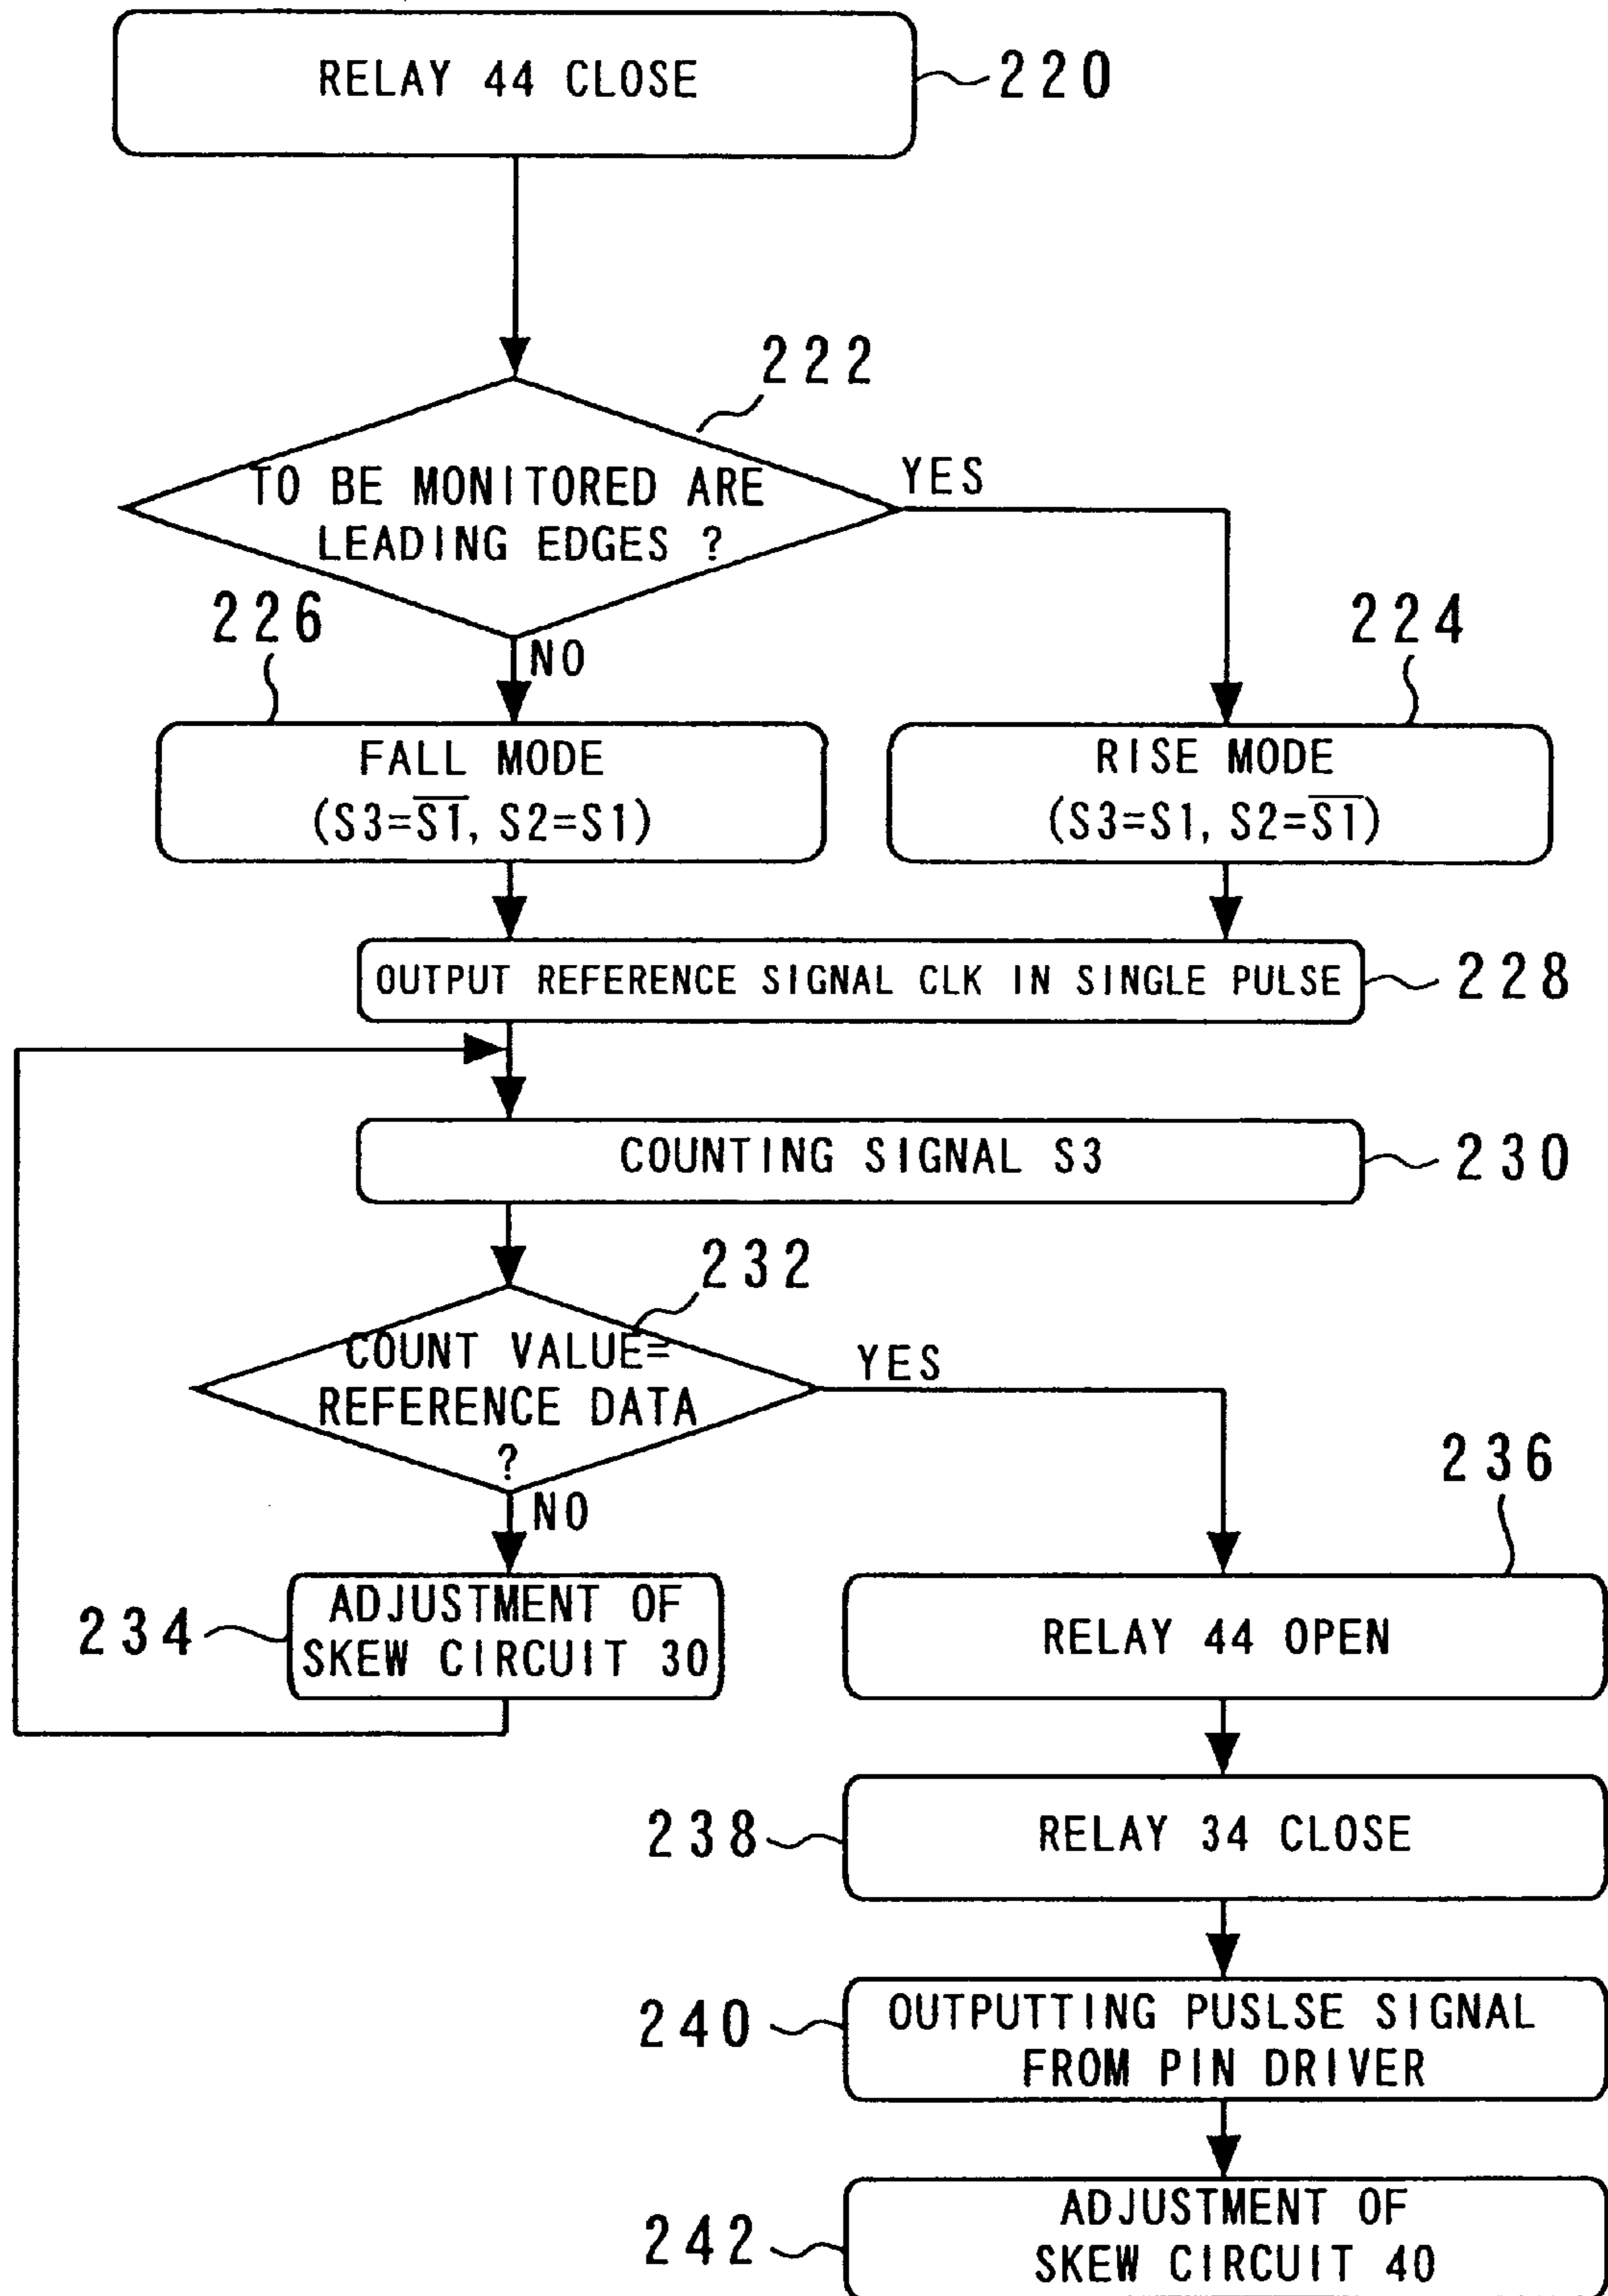 RELAY 44 CLOSE
220
222
TO BE MONITORED ARE
LEADING EDGES ?
YES
NO
226
224
FALL MODE
(S3=S̅1̅, S2=S1)
RISE MODE
(S3=S1, S2=S̅1̅)
OUTPUT REFERENCE SIGNAL CLK IN SINGLE PULSE
228
COUNTING SIGNAL S3
230
232
COUNT VALUE=
REFERENCE DATA
?
YES
NO
236
234
ADJUSTMENT OF
SKEW CIRCUIT 30
RELAY 44 OPEN
238
RELAY 34 CLOSE
240
OUTPUTTING PUSLSE SIGNAL
FROM PIN DRIVER
242
ADJUSTMENT OF
SKEW CIRCUIT 40